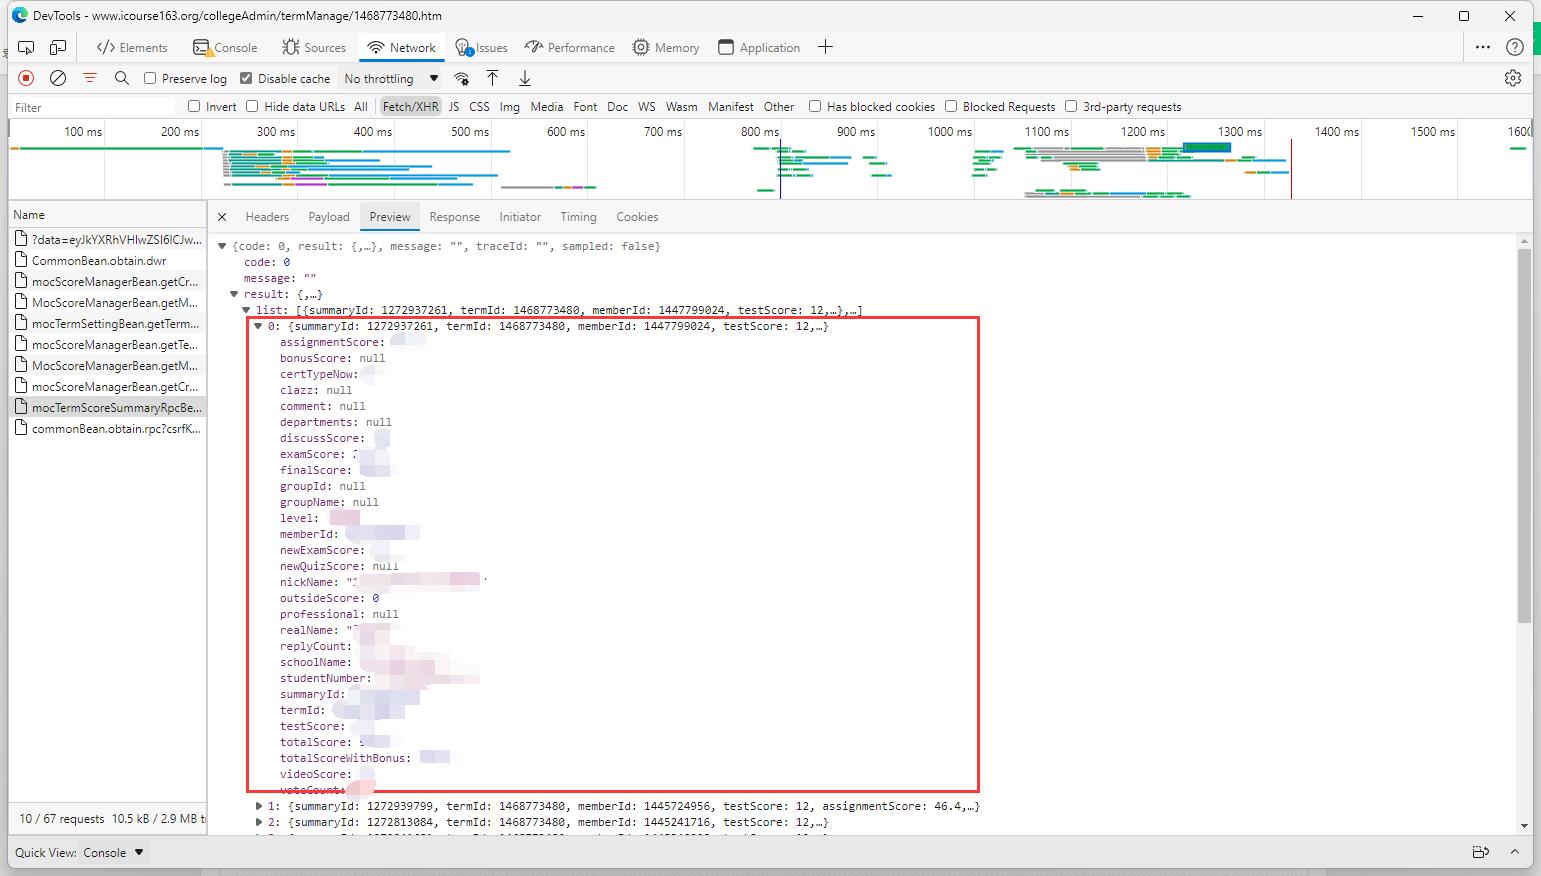 DevTools - www.icourse163.org/collegeAdmin/termManage/1468773480.htm
Elements Console Sources Network Issues Performance Memory Application
Preserve log Disable cache No throttling
Filter Invert Hide data URLs All Fetch/XHR JS CSS Img Media Font Doc WS Wasm Manifest Other Has blocked cookies Blocked Requests 3rd-party requests
100 ms 200 ms 300 ms 400 ms 500 ms 600 ms 700 ms 800 ms 900 ms 1000 ms 1100 ms 1200 ms 1300 ms 1400 ms 1500 ms
Name
?data=eyJkYXRhVHlwZSI6ICJw...
CommonBean.obtain.dwr
mocScoreManagerBean.getCr...
MocScoreManagerBean.getM...
mocTermSettingBean.getTerm...
mocScoreManagerBean.getTe...
MocScoreManagerBean.getM...
mocScoreManagerBean.getCr...
mocTermScoreSummaryRpcBe...
commonBean.obtain.rpc?csrfK...
Headers Payload Preview Response Initiator Timing Cookies
{code: 0, result: {,…}, message: "", traceId: "", sampled: false}
code: 0
message: ""
result: {,…}
list: [{summaryId: 1272937261, termId: 1468773480, memberId: 1447799024, testScore: 12,…},…]
0: {summaryId: 1272937261, termId: 1468773480, memberId: 1447799024, testScore: 12,…}
assignmentScore:
bonusScore: null
certTypeNow:
clazz: null
comment: null
departments: null
discussScore:
examScore:
finalScore:
groupId: null
groupName: null
level:
memberId:
newExamScore:
newQuizScore: null
nickName: "
outsideScore: 0
professional: null
realName: "
replyCount:
schoolName:
studentNumber:
summaryId:
termId:
testScore:
totalScore:
totalScoreWithBonus:
videoScore:
voteCount:
1: {summaryId: 1272939799, termId: 1468773480, memberId: 1445724956, testScore: 12, assignmentScore: 46.4,…}
2: {summaryId: 1272813084, termId: 1468773480, memberId: 1445241716, testScore: 12,…}
10 / 67 requests 10.5 kB / 2.9 MB
Quick View: Console